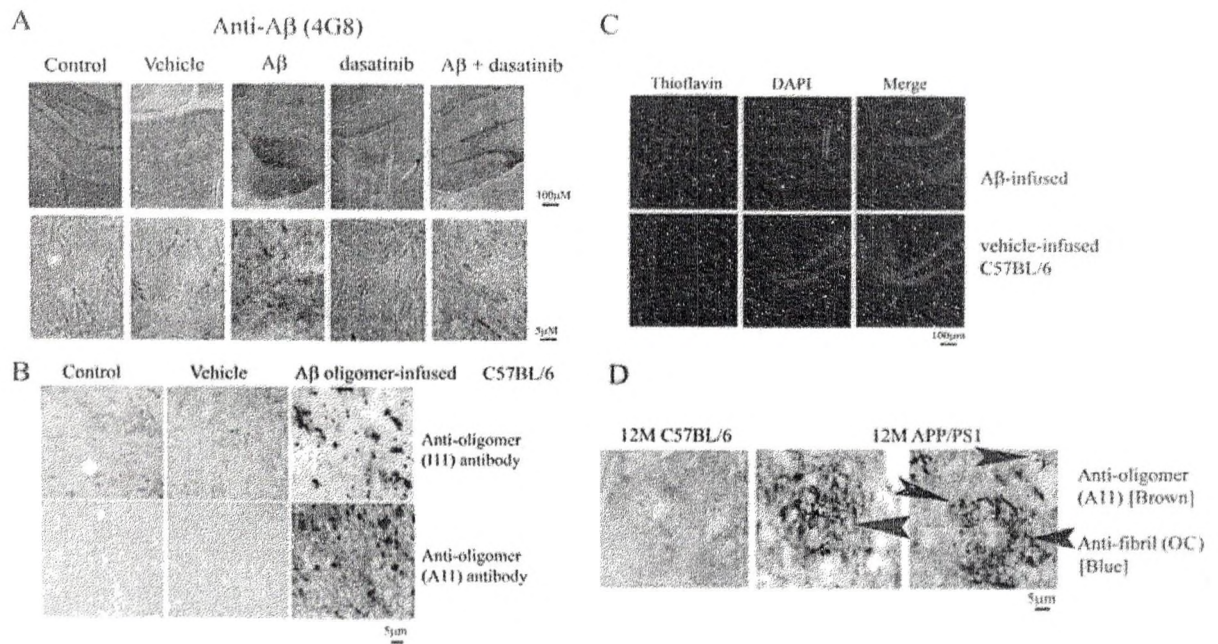 A
Anti-Aβ (4G8)
Control Vehicle Aβ dasatinib Aβ + dasatinib
100µM
5µM
B
Control Vehicle Aβ oligomer-infused C57BL/6
Anti-oligomer
(I11) antibody
Anti-oligomer
(A11) antibody
5µm
C
Thioflavin DAPI Merge
Aβ-infused
vehicle-infused
C57BL/6
100µm
D
12M C57BL/6 12M APP/PS1
Anti-oligomer
(A11) [Brown]
Anti-fibril (OC)
[Blue]
5µm